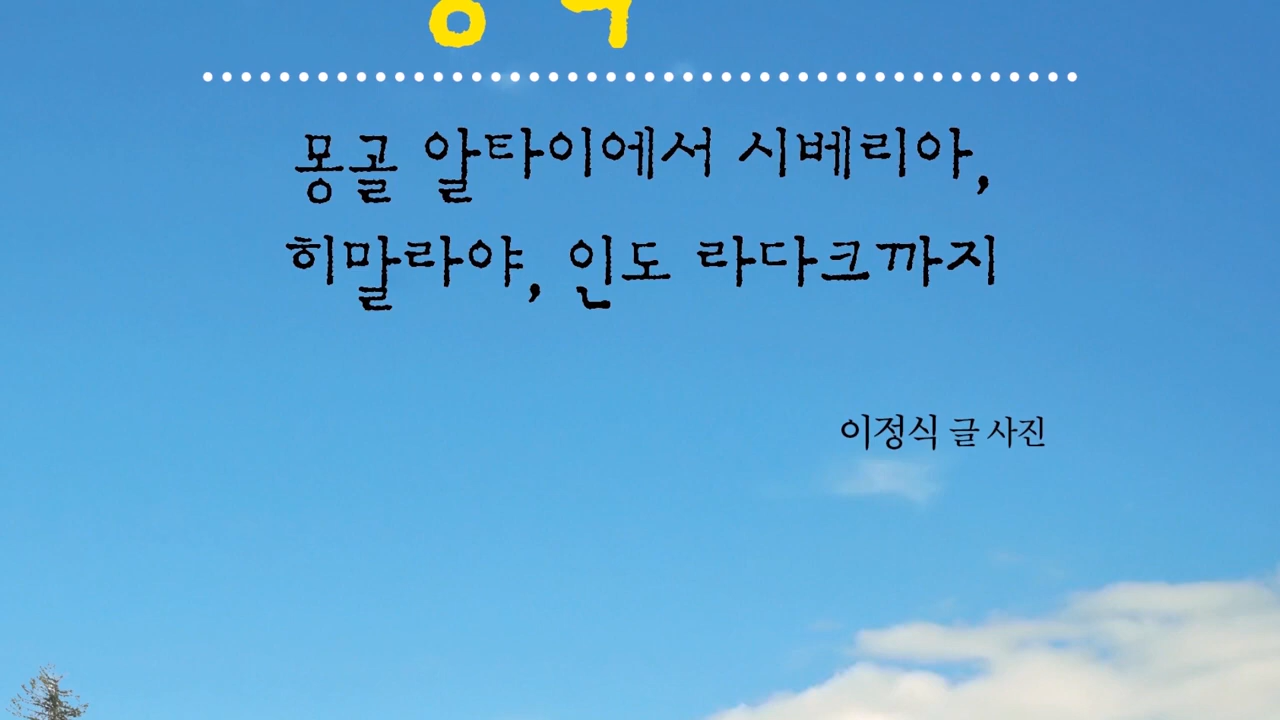 몽골 알타이에서 시베리아,
히말라야, 인도 라다크까지
이정식 글 사진